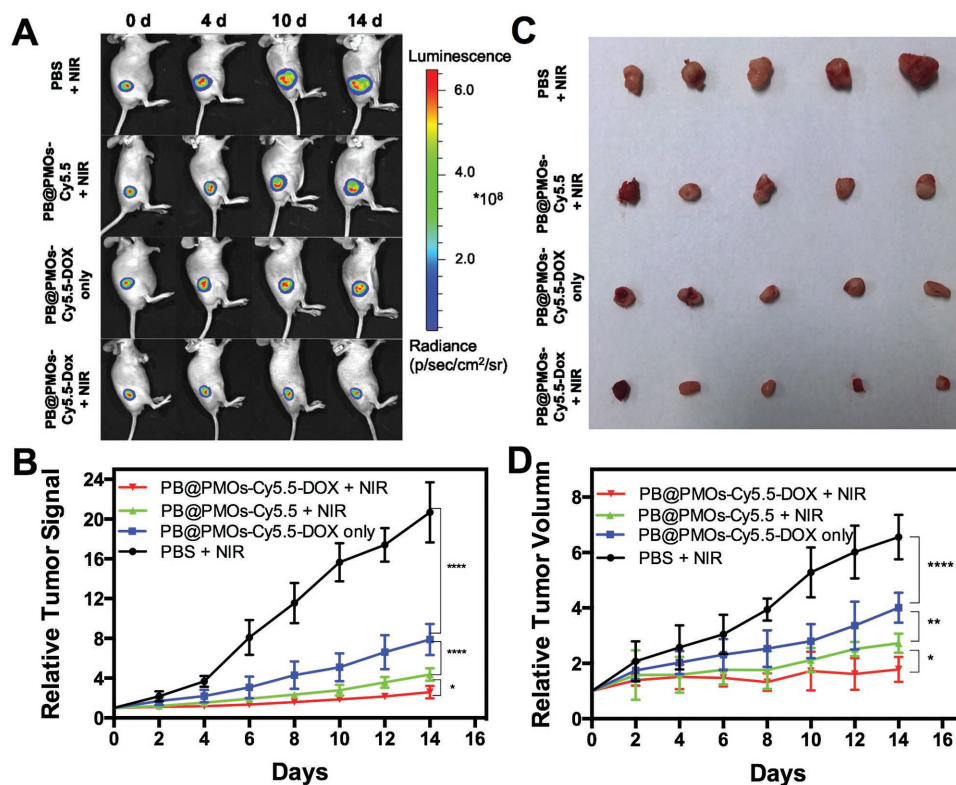 A
0 d 4 d 10 d 14 d
PBS
+ NIR
PB@PMOs-
Cy5.5
+ NIR
PB@PMOs-
Cy5.5-DOX
only
PB@PMOs-
Cy5.5-Dox
+ NIR
Luminescence
6.0
4.0
*10⁸
2.0
Radiance
(p/sec/cm²/sr)
C
PBS
+ NIR
PB@PMOs-
Cy5.5
+ NIR
PB@PMOs-
Cy5.5-DOX
only
PB@PMOs-
Cy5.5-Dox
+ NIR
B
Relative Tumor Signal
24
20
16
12
8
4
0
PB@PMOs-Cy5.5-DOX + NIR
PB@PMOs-Cy5.5 + NIR
PB@PMOs-Cy5.5-DOX only
PBS + NIR
****
****
*
0 2 4 6 8 10 12 14 16
Days
D
Relative Tumor Volumn
8
6
4
2
0
PB@PMOs-Cy5.5-DOX + NIR
PB@PMOs-Cy5.5 + NIR
PB@PMOs-Cy5.5-DOX only
PBS + NIR
****
**
*
0 2 4 6 8 10 12 14 16
Days